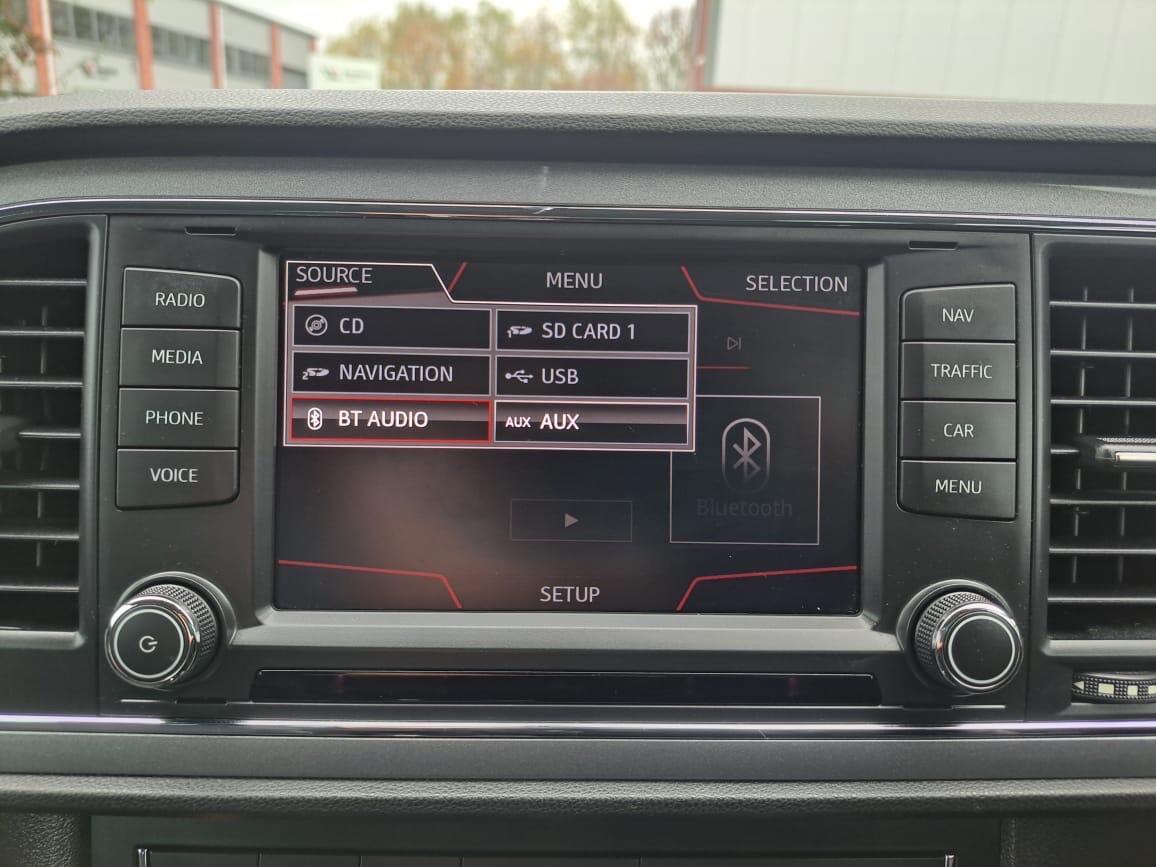 RADIO
MEDIA
PHONE
VOICE
SOURCE
MENU
SELECTION
CD
SD CARD 1
2 NAVIGATION
USB
BT AUDIO
AUX AUX
Bluetooth
SETUP
NAV
TRAFFIC
CAR
MENU